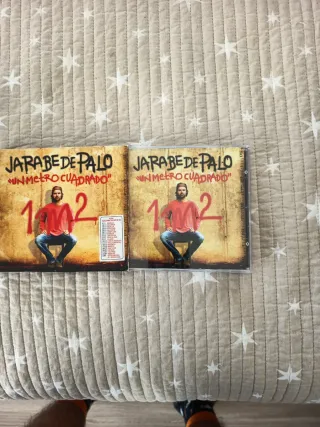 JARABE DE PALO
"UN METRO CUADRADO"
1m2
JARABE DE PALO
"UN METRO CUADRADO"
1m2